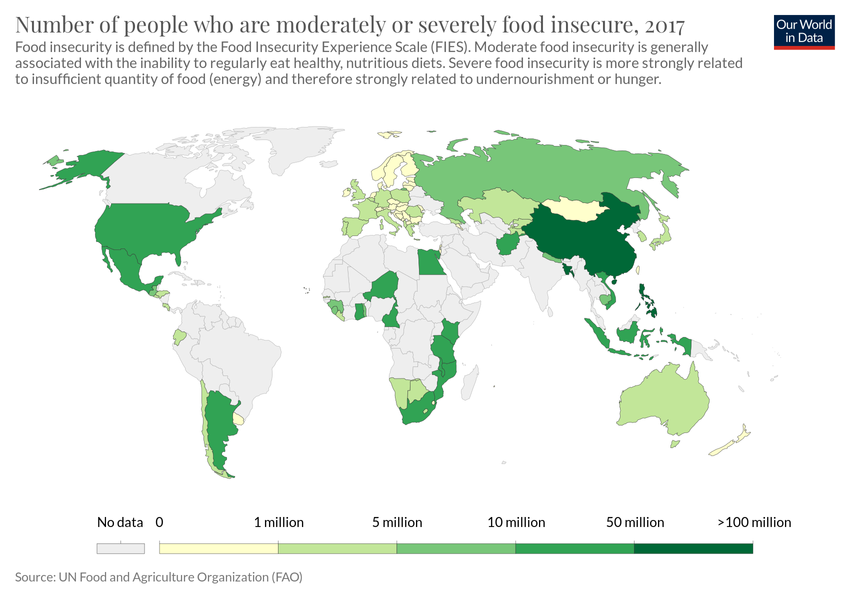 Number of people who are moderately or severely food insecure, 2017
Our World
in Data
Food insecurity is defined by the Food Insecurity Experience Scale (FIES). Moderate food insecurity is generally
associated with the inability to regularly eat healthy, nutritious diets. Severe food insecurity is more strongly related
to insufficient quantity of food (energy) and therefore strongly related to undernourishment or hunger.
No data 0 1 million 5 million 10 million 50 million >100 million
Source: UN Food and Agriculture Organization (FAO)